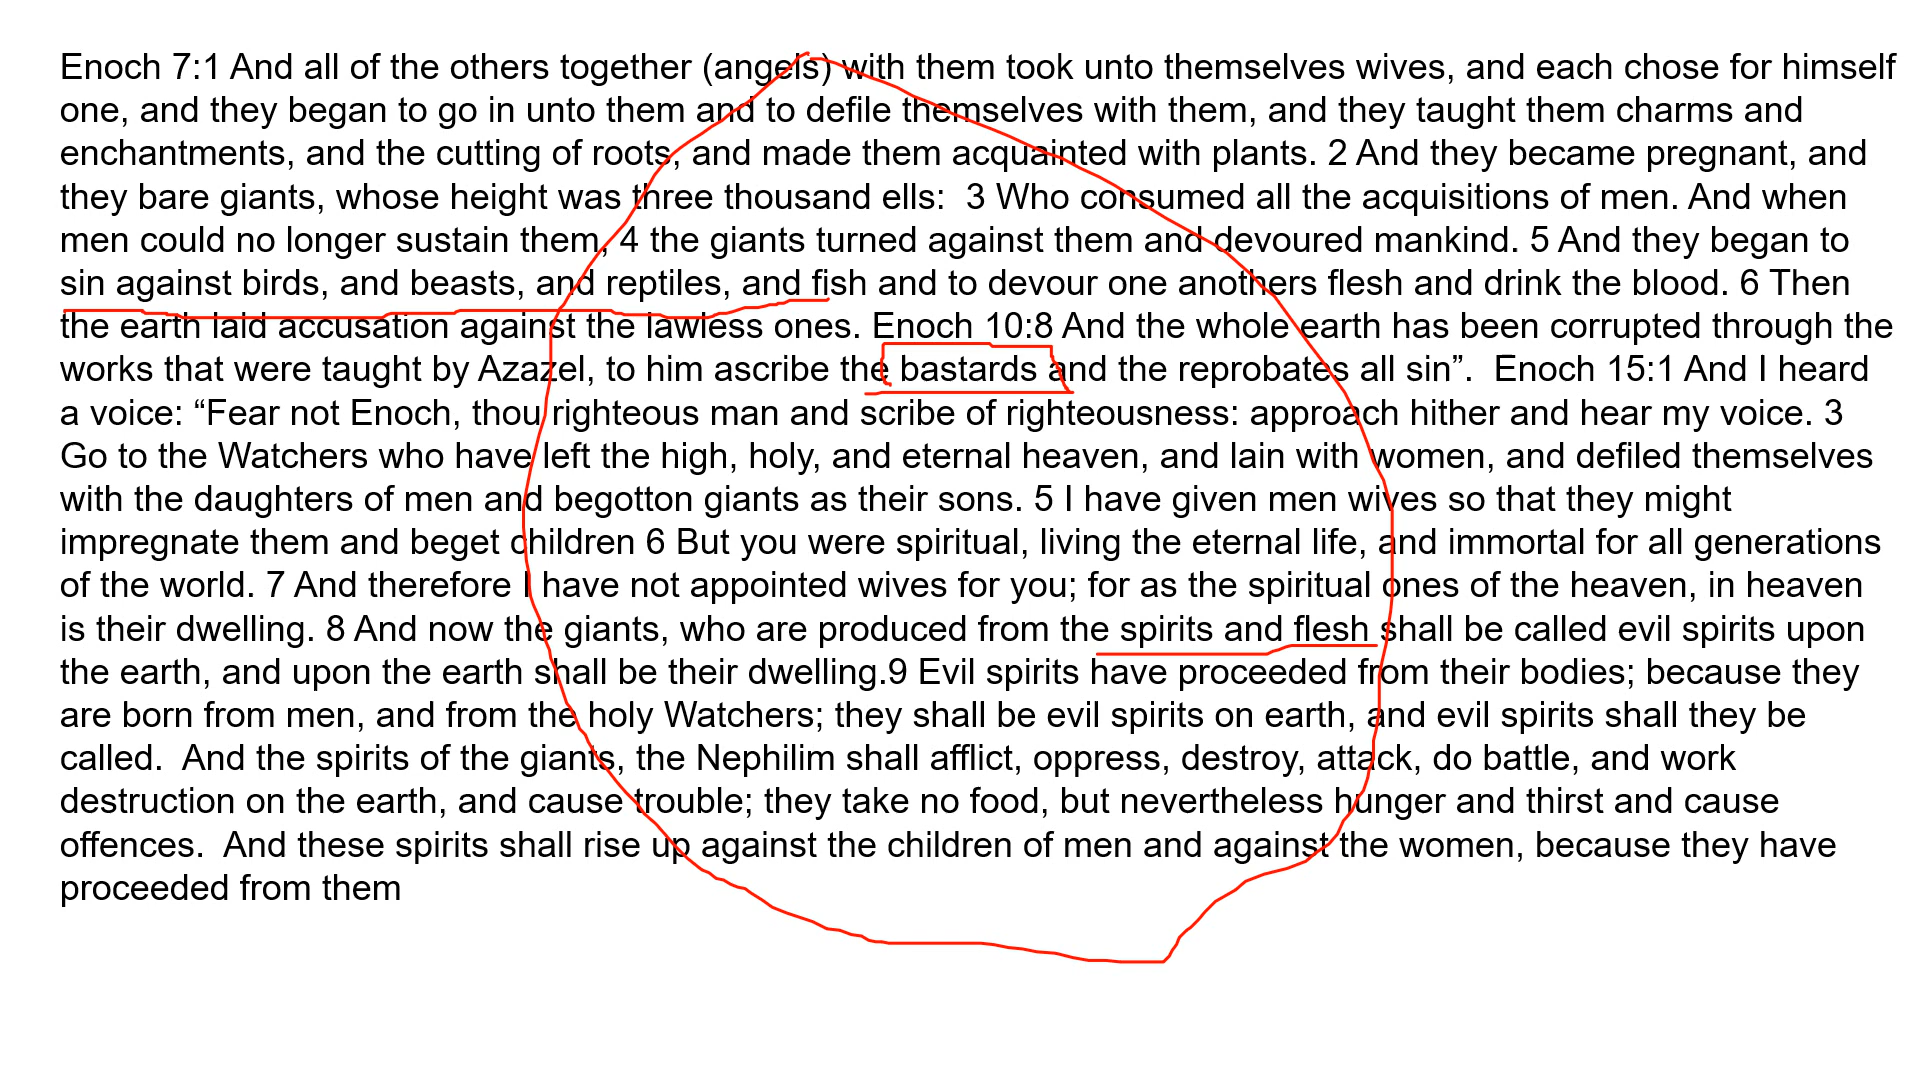 Enoch 7:1 And all of the others together (angels) with them took unto themselves wives, and each chose for himself
one, and they began to go in unto them and to defile themselves with them, and they taught them charms and
enchantments, and the cutting of roots, and made them acquainted with plants. 2 And they became pregnant, and
they bare giants, whose height was three thousand ells:  3 Who consumed all the acquisitions of men. And when
men could no longer sustain them, 4 the giants turned against them and devoured mankind. 5 And they began to
sin against birds, and beasts, and reptiles, and fish and to devour one anothers flesh and drink the blood. 6 Then
the earth laid accusation against the lawless ones. Enoch 10:8 And the whole earth has been corrupted through the
works that were taught by Azazel, to him ascribe the bastards and the reprobates all sin”.  Enoch 15:1 And I heard
a voice: “Fear not Enoch, thou righteous man and scribe of righteousness: approach hither and hear my voice. 3
Go to the Watchers who have left the high, holy, and eternal heaven, and lain with women, and defiled themselves
with the daughters of men and begotton giants as their sons. 5 I have given men wives so that they might
impregnate them and beget children 6 But you were spiritual, living the eternal life, and immortal for all generations
of the world. 7 And therefore I have not appointed wives for you; for as the spiritual ones of the heaven, in heaven
is their dwelling. 8 And now the giants, who are produced from the spirits and flesh shall be called evil spirits upon
the earth, and upon the earth shall be their dwelling.9 Evil spirits have proceeded from their bodies; because they
are born from men, and from the holy Watchers; they shall be evil spirits on earth, and evil spirits shall they be
called.  And the spirits of the giants, the Nephilim shall afflict, oppress, destroy, attack, do battle, and work
destruction on the earth, and cause trouble; they take no food, but nevertheless hunger and thirst and cause
offences.  And these spirits shall rise up against the children of men and against the women, because they have
proceeded from them